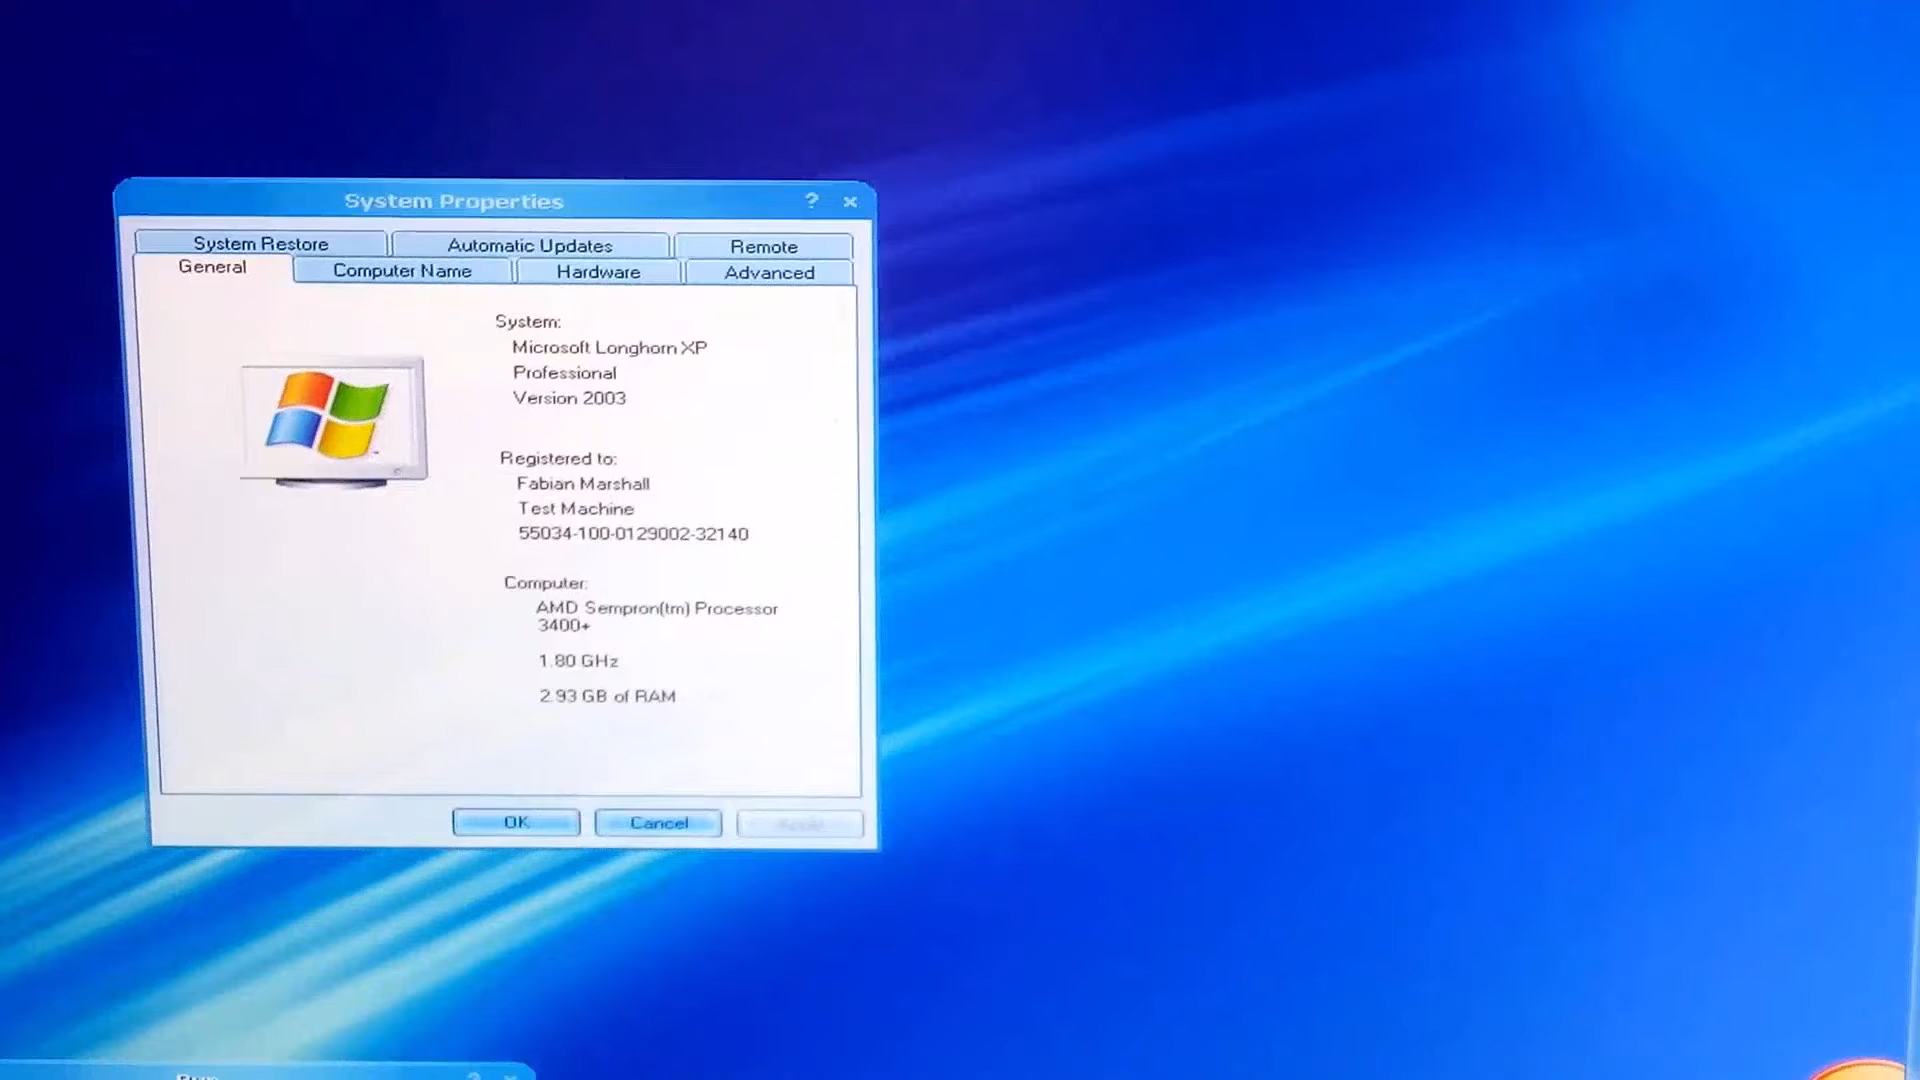 System Properties
System Restore
Automatic Updates
Remote
General
Computer Name
Hardware
Advanced
System:
Microsoft Longhorn XP
Professional
Version 2003
Registered to:
Fabian Marshall
Test Machine
55034-100-0129002-32140
Computer:
AMD Sempron(tm) Processor
3400+
1.80 GHz
2.93 GB of RAM
OK
Cancel
Apply